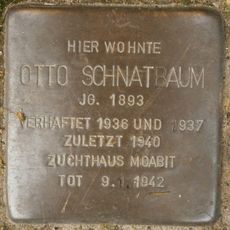 HIER WOHNTE
OTTO SCHNATBAUM
JG. 1893
VERHAFTET 1936 UND 1937
ZULETZT 1940
ZUCHTHAUS MOABIT
TOT 9.1.1942